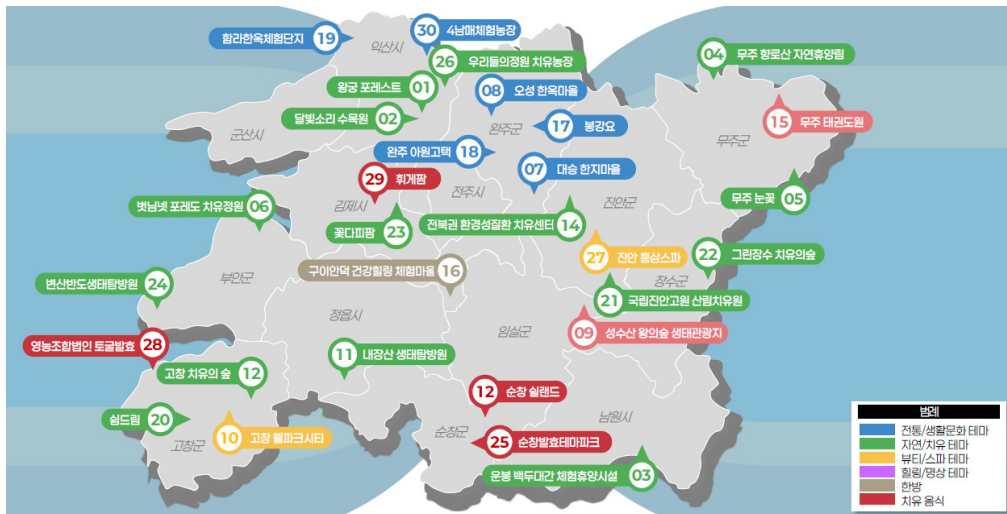 19 함라한옥체험단지
30 4남매체험농장
익산시
26 우리들의정원 치유농장
04 무주 향로산 자연휴양림
01 왕궁 포레스트
08 오성 한옥마을
02 달빛소리 수목원
15 무주 태권도원
군산시
완주군
17 봉강요
무주군
18 완주 아원고택
07 대승 한지마을
29 휘게팜
전주시
05 무주 눈꽃
06 벗님넷 포레도 치유정원
김제시
진안군
23 꽃다피팜
14 전북권 환경성질환 치유센터
27 진안 홍삼스파
22 그린장수 치유의숲
16 구이안덕 건강힐링 체험마을
부안군
장수군
24 변산반도생태탐방원
21 국립진안고원 산림치유원
정읍시
임실군
09 성수산 왕의숲 생태관광지
28 영농조합법인 토굴발효
11 내장산 생태탐방원
12 고창 치유의 숲
12 순창 쉴랜드
20 쉼드림
남원시
10 고창 웰파크시티
고창군
순창군
25 순창발효테마파크
03 운봉 백두대간 체험휴양시설
범례
전통/생활문화 테마
자연/치유 테마
뷰티/스파 테마
힐링/명상 테마
한방
치유 음식